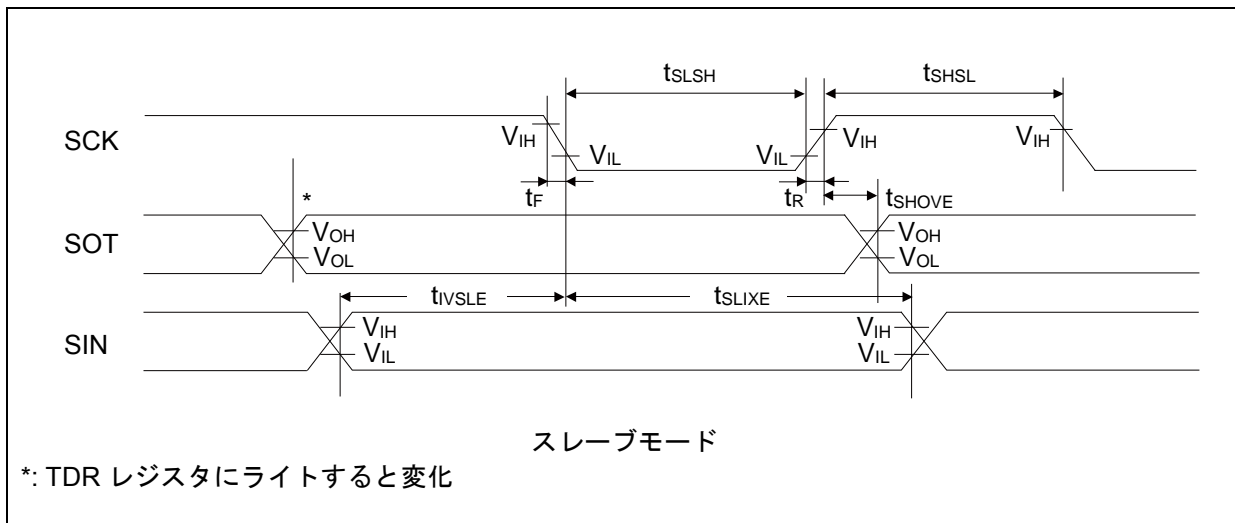 tSLSH
tSHSL
SCK
VIH
VIL
VIL
VIH
VIH
tF
tR
tSHOVE
*
SOT
VOH
VOL
VOH
VOL
tIVSLE
tSLIXE
SIN
VIH
VIL
VIH
VIL
スレーブモード
*: TDR レジスタにライトすると変化